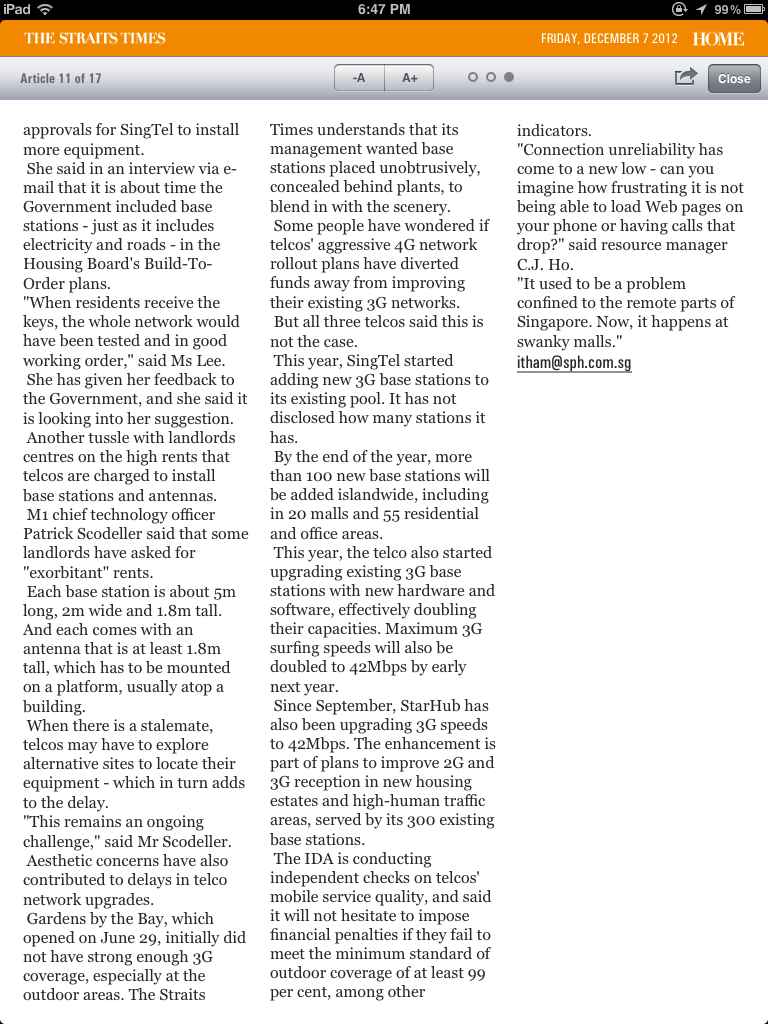 iPad
6:47 PM
99%
THE STRAITS TIMES
FRIDAY, DECEMBER 7 2012
HOME
Article 11 of 17
-A
A+
Close
approvals for SingTel to install
more equipment.
She said in an interview via e-
mail that it is about time the
Government included base
stations - just as it includes
electricity and roads - in the
Housing Board's Build-To-
Order plans.
"When residents receive the
keys, the whole network would
have been tested and in good
working order," said Ms Lee.
She has given her feedback to
the Government, and she said it
is looking into her suggestion.
Another tussle with landlords
centres on the high rents that
telcos are charged to install
base stations and antennas.
M1 chief technology officer
Patrick Scodeller said that some
landlords have asked for
"exorbitant" rents.
Each base station is about 5m
long, 2m wide and 1.8m tall.
And each comes with an
antenna that is at least 1.8m
tall, which has to be mounted
on a platform, usually atop a
building.
When there is a stalemate,
telcos may have to explore
alternative sites to locate their
equipment - which in turn adds
to the delay.
"This remains an ongoing
challenge," said Mr Scodeller.
Aesthetic concerns have also
contributed to delays in telco
network upgrades.
Gardens by the Bay, which
opened on June 29, initially did
not have strong enough 3G
coverage, especially at the
outdoor areas. The Straits
Times understands that its
management wanted base
stations placed unobtrusively,
concealed behind plants, to
blend in with the scenery.
Some people have wondered if
telcos' aggressive 4G network
rollout plans have diverted
funds away from improving
their existing 3G networks.
But all three telcos said this is
not the case.
This year, SingTel started
adding new 3G base stations to
its existing pool. It has not
disclosed how many stations it
has.
By the end of the year, more
than 100 new base stations will
be added islandwide, including
in 20 malls and 55 residential
and office areas.
This year, the telco also started
upgrading existing 3G base
stations with new hardware and
software, effectively doubling
their capacities. Maximum 3G
surfing speeds will also be
doubled to 42Mbps by early
next year.
Since September, StarHub has
also been upgrading 3G speeds
to 42Mbps. The enhancement is
part of plans to improve 2G and
3G reception in new housing
estates and high-human traffic
areas, served by its 300 existing
base stations.
The IDA is conducting
independent checks on telcos'
mobile service quality, and said
it will not hesitate to impose
financial penalties if they fail to
meet the minimum standard of
outdoor coverage of at least 99
per cent, among other
indicators.
"Connection unreliability has
come to a new low - can you
imagine how frustrating it is not
being able to load Web pages on
your phone or having calls that
drop?" said resource manager
C.J. Ho.
"It used to be a problem
confined to the remote parts of
Singapore. Now, it happens at
swanky malls."
itham@sph.com.sg